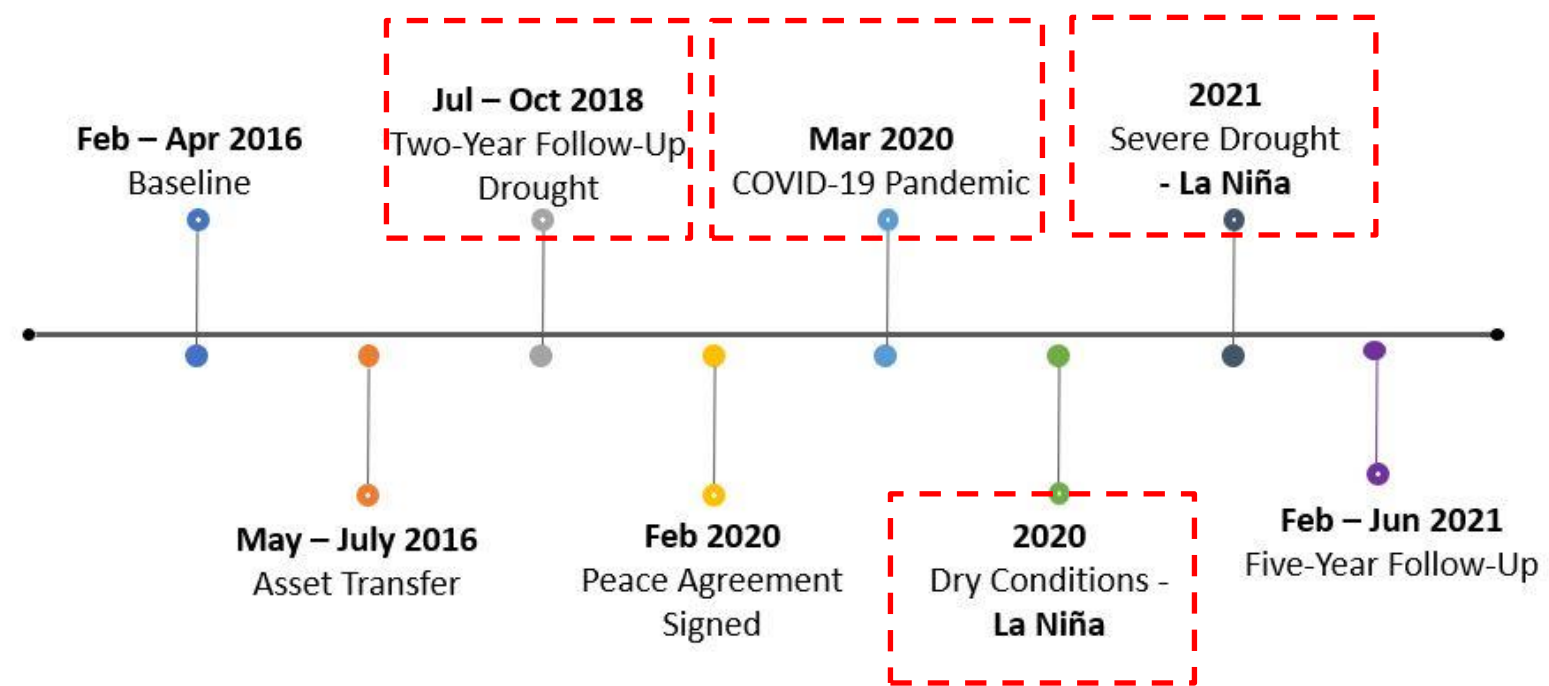 Feb – Apr 2016
Baseline
May – July 2016
Asset Transfer
Jul – Oct 2018
Two-Year Follow-Up
Drought
Feb 2020
Peace Agreement
Signed
Mar 2020
COVID-19 Pandemic
2020
Dry Conditions -
La Niña
2021
Severe Drought
- La Niña
Feb – Jun 2021
Five-Year Follow-Up